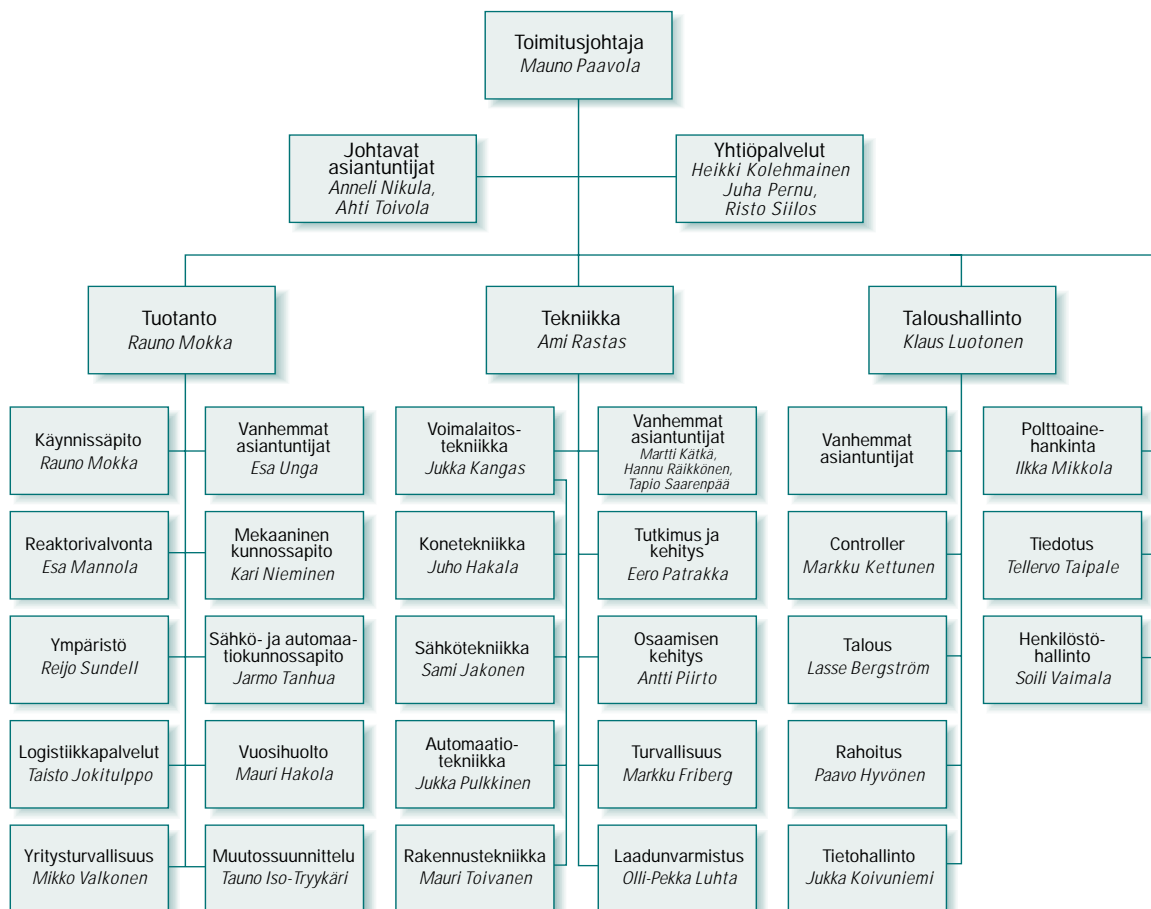 Toimitusjohtaja
Mauno Paavola
Johtavat
asiantuntijat
Anneli Nikula,
Ahti Toivola
Yhtiöpalvelut
Heikki Kolehmainen
Juha Pernu,
Risto Siilos
Tuotanto
Rauno Mokka
Tekniikka
Ami Rastas
Taloushallinto
Klaus Luotonen
Käynnissäpito
Rauno Mokka
Vanhemmat
asiantuntijat
Esa Unga
Voimalaitos-
tekniikka
Jukka Kangas
Vanhemmat
asiantuntijat
Martti Kätkä,
Hannu Räikkönen,
Tapio Saarenpää
Vanhemmat
asiantuntijat
Polttoaine-
hankinta
Ilkka Mikkola
Reaktorivalvonta
Esa Mannola
Mekaaninen
kunnossapito
Kari Nieminen
Konetekniikka
Juho Hakala
Tutkimus ja
kehitys
Eero Patrakka
Controller
Markku Kettunen
Tiedotus
Tellervo Taipale
Ympäristö
Reijo Sundell
Sähkö- ja automaa-
tiokunnossapito
Jarmo Tanhua
Sähkötekniikka
Sami Jakonen
Osaamisen
kehitys
Antti Piirto
Talous
Lasse Bergström
Henkilöstö-
hallinto
Soili Vaimala
Logistiikkapalvelut
Taisto Jokitulppo
Vuosihuolto
Mauri Hakola
Automaatio-
tekniikka
Jukka Pulkkinen
Turvallisuus
Markku Friberg
Rahoitus
Paavo Hyvönen
Yritysturvallisuus
Mikko Valkonen
Muutossuunnittelu
Tauno Iso-Tryykäri
Rakennustekniikka
Mauri Toivanen
Laadunvarmistus
Olli-Pekka Luhta
Tietohallinto
Jukka Koivuniemi